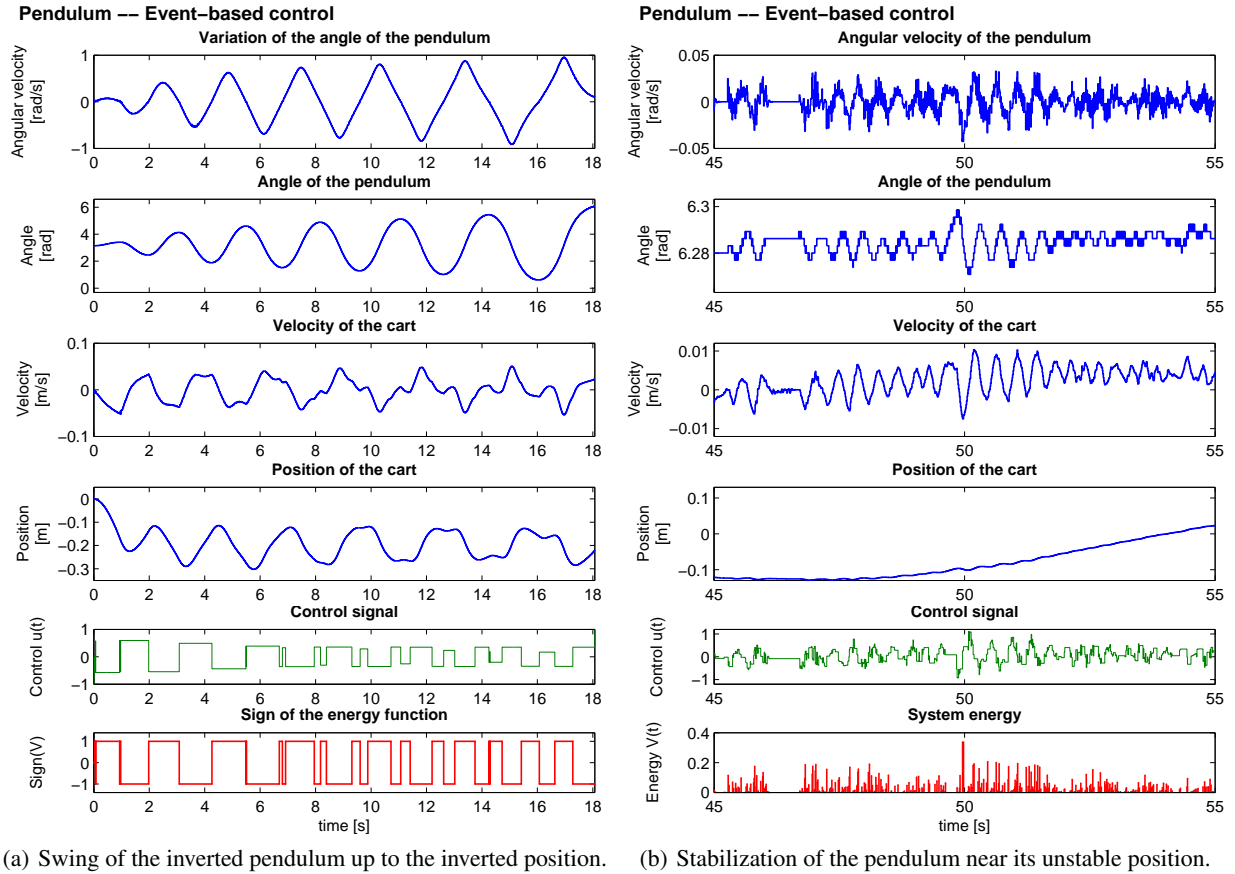 Pendulum −− Event−based control
Variation of the angle of the pendulum
Angular velocity
[rad/s]
1
0
−1
0 2 4 6 8 10 12 14 16 18
Angle of the pendulum
Angle
[rad]
6
4
2
0
0 2 4 6 8 10 12 14 16 18
Velocity of the cart
Velocity
[m/s]
0.1
0
−0.1
0 2 4 6 8 10 12 14 16 18
Position of the cart
Position
[m]
0
−0.1
−0.2
−0.3
0 2 4 6 8 10 12 14 16 18
Control signal
Control u(t)
1
0
−1
0 2 4 6 8 10 12 14 16 18
Sign of the energy function
Sign(V)
1
0
−1
0 2 4 6 8 10 12 14 16 18
time [s]
(a) Swing of the inverted pendulum up to the inverted position.
Pendulum −− Event−based control
Angular velocity of the pendulum
Angular velocity
[rad/s]
0.05
0
−0.05
45 50 55
Angle of the pendulum
Angle
[rad]
6.3
6.28
45 50 55
Velocity of the cart
Velocity
[m/s]
0.01
0
−0.01
45 50 55
Position of the cart
Position
[m]
0.1
0
−0.1
45 50 55
Control signal
Control u(t)
1
0
−1
45 50 55
System energy
Energy V(t)
0.4
0.2
0
45 50 55
time [s]
(b) Stabilization of the pendulum near its unstable position.